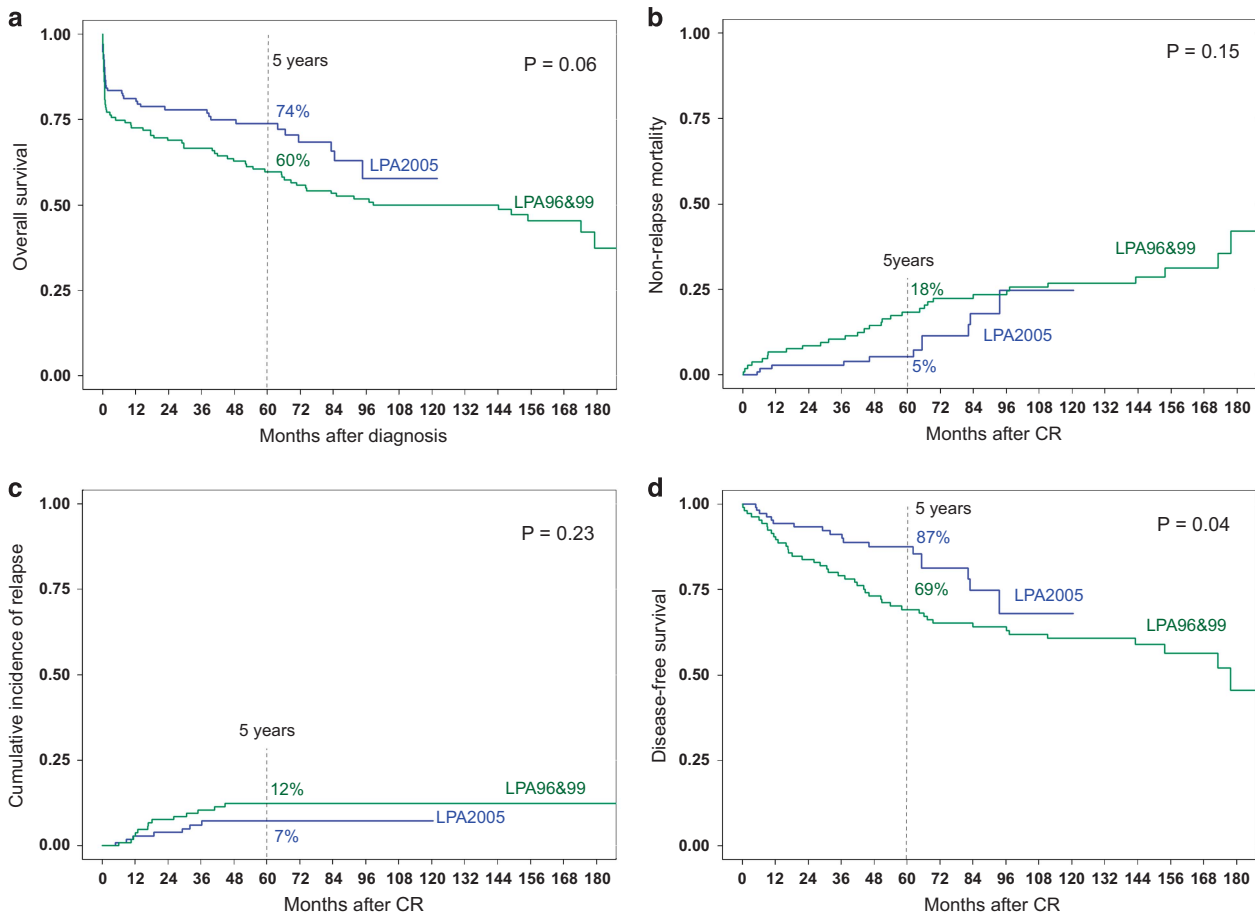 a
Overall survival
1.00
0.75
0.50
0.25
0.00
5 years
P = 0.06
74%
60%
LPA2005
LPA96&99
0 12 24 36 48 60 72 84 96 108 120 132 144 156 168 180
Months after diagnosis
b
Non-relapse mortality
1.00
0.75
0.50
0.25
0.00
P = 0.15
5years
18%
5%
LPA96&99
LPA2005
0 12 24 36 48 60 72 84 96 108 120 132 144 156 168 180
Months after CR
c
Cumulative incidence of relapse
1.00
0.75
0.50
0.25
0.00
P = 0.23
5 years
12%
7%
LPA96&99
LPA2005
0 12 24 36 48 60 72 84 96 108 120 132 144 156 168 180
Months after CR
d
Disease-free survival
1.00
0.75
0.50
0.25
0.00
5 years
P = 0.04
87%
69%
LPA2005
LPA96&99
0 12 24 36 48 60 72 84 96 108 120 132 144 156 168 180
Months after CR